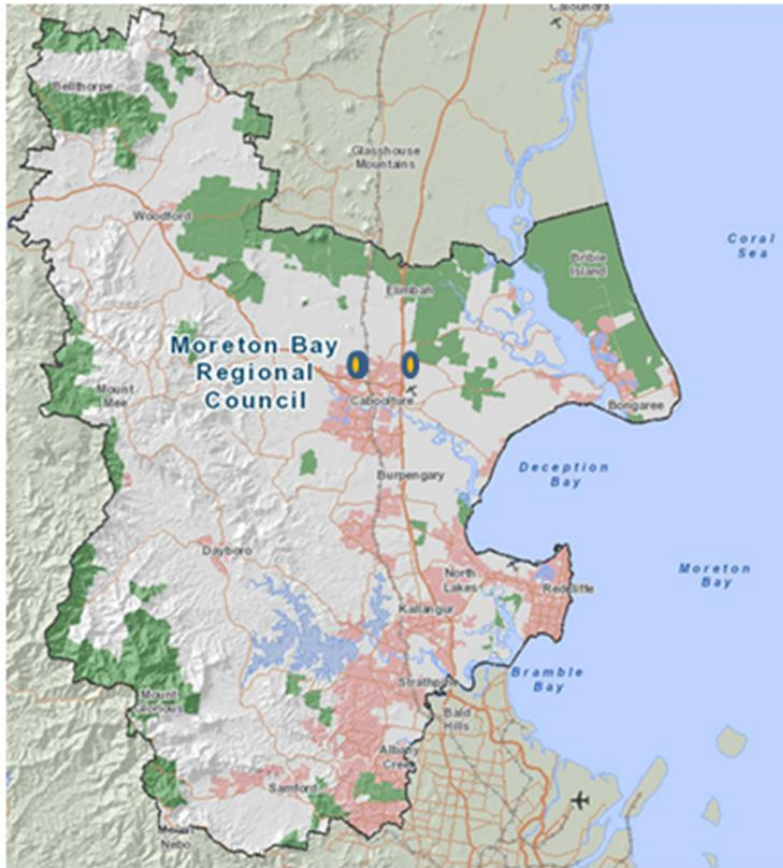 Caloundra
Bellthorpe
Glasshouse
Mountains
Woodford
Coral
Sea
Bribie
Island
Elimbah
Moreton Bay
Regional
Council
Mount
Mee
Caboolture
Bongaree
Deception
Bay
Burpengary
Dayboro
North
Lakes
Redcliffe
Moreton
Bay
Kallangur
Bramble
Bay
Strathpine
Mount
Glorious
Bald
Hills
Albany
Creek
Samford
Mount
Nebo